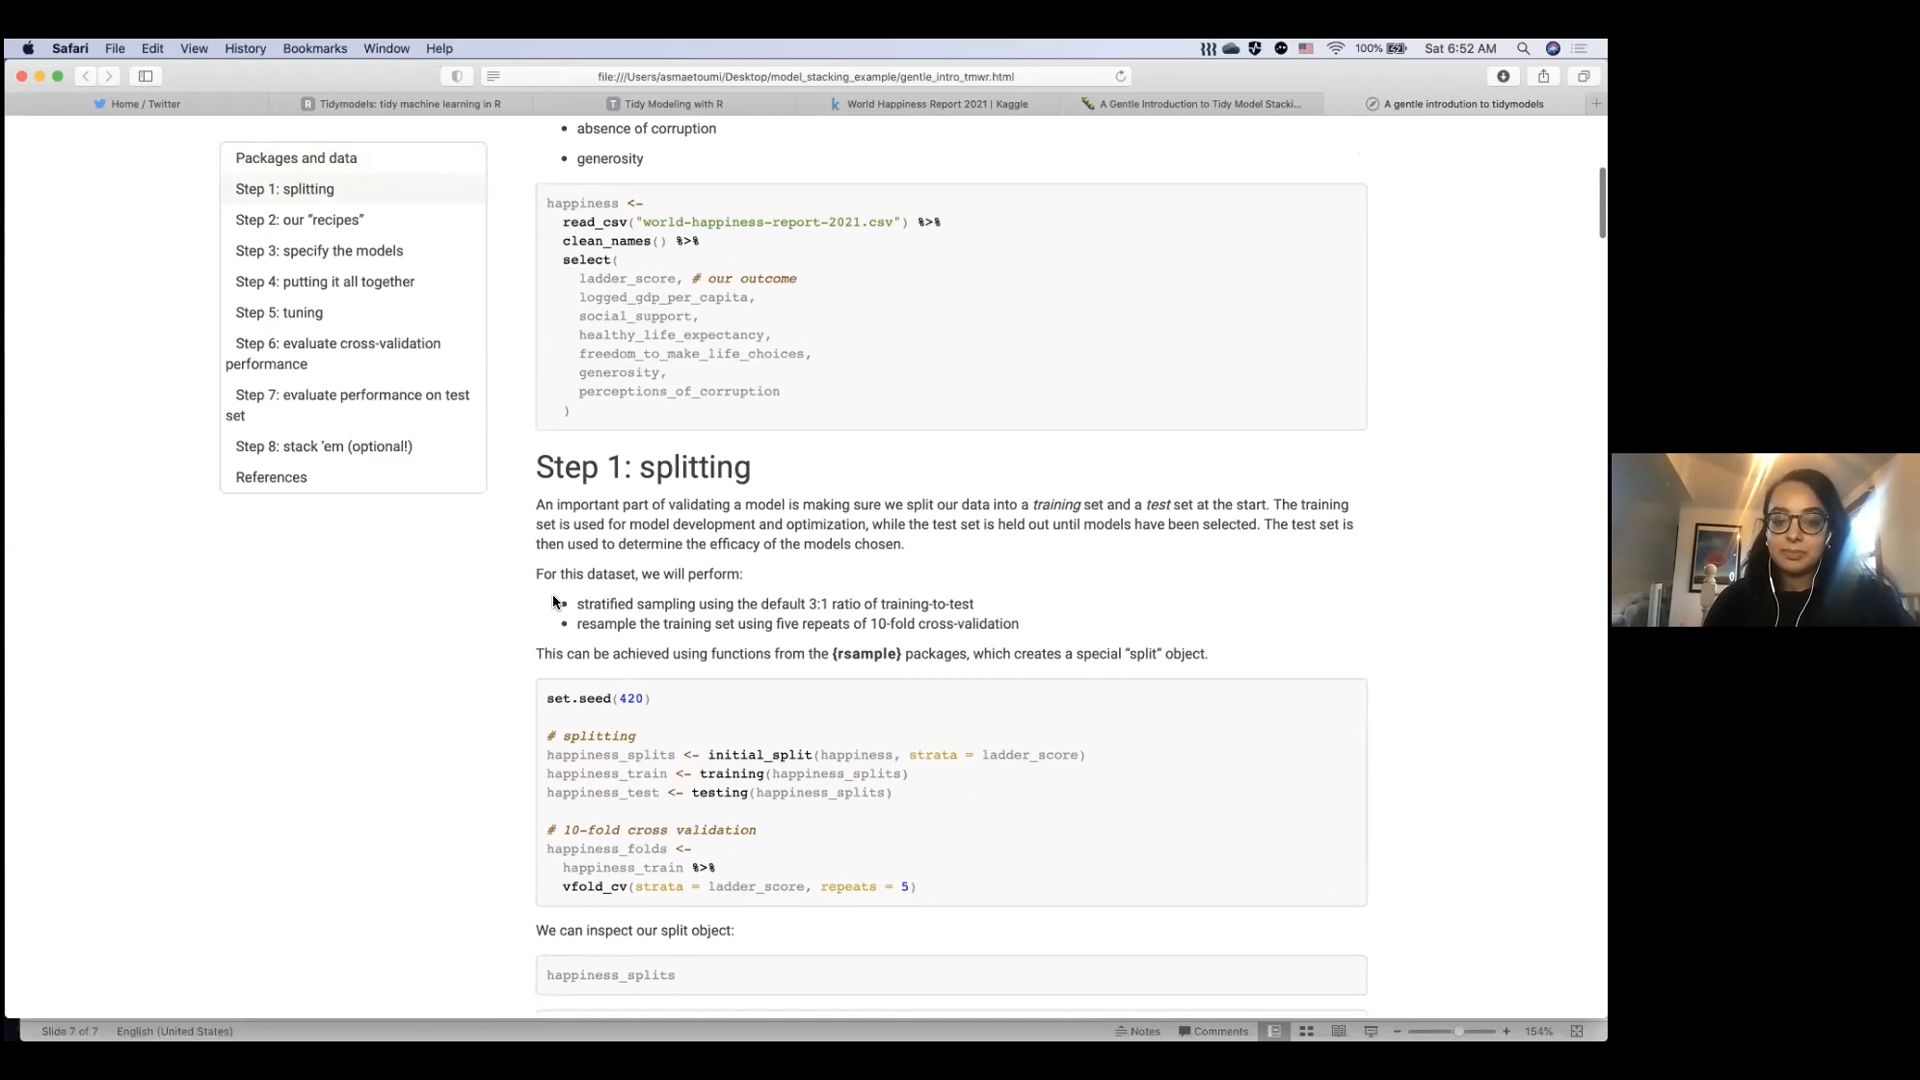 Safari File Edit View History Bookmarks Window Help 100% Sat 6:52 AM
file:///Users/asmaetoumi/Desktop/model_stacking_example/gentle_intro_tmwr.html
Home / Twitter Tidymodels: tidy machine learning in R Tidy Modeling with R World Happiness Report 2021 | Kaggle A Gentle Introduction to Tidy Model Stacki... A gentle introdution to tidymodels
Packages and data
Step 1: splitting
Step 2: our "recipes"
Step 3: specify the models
Step 4: putting it all together
Step 5: tuning
Step 6: evaluate cross-validation
performance
Step 7: evaluate performance on test
set
Step 8: stack 'em (optional!)
References
• absence of corruption
• generosity
happiness <-
read_csv("world-happiness-report-2021.csv") %>%
clean_names() %>%
select(
ladder_score, # our outcome
logged_gdp_per_capita,
social_support,
healthy_life_expectancy,
freedom_to_make_life_choices,
generosity,
perceptions_of_corruption
)
Step 1: splitting
An important part of validating a model is making sure we split our data into a training set and a test set at the start. The training
set is used for model development and optimization, while the test set is held out until models have been selected. The test set is
then used to determine the efficacy of the models chosen.
For this dataset, we will perform:
• stratified sampling using the default 3:1 ratio of training-to-test
• resample the training set using five repeats of 10-fold cross-validation
This can be achieved using functions from the {rsample} packages, which creates a special “split” object.
set.seed(420)
# splitting
happiness_splits <- initial_split(happiness, strata = ladder_score)
happiness_train <- training(happiness_splits)
happiness_test <- testing(happiness_splits)
# 10-fold cross validation
happiness_folds <-
happiness_train %>%
vfold_cv(strata = ladder_score, repeats = 5)
We can inspect our split object:
happiness_splits
Slide 7 of 7 English (United States) Notes Comments 154%